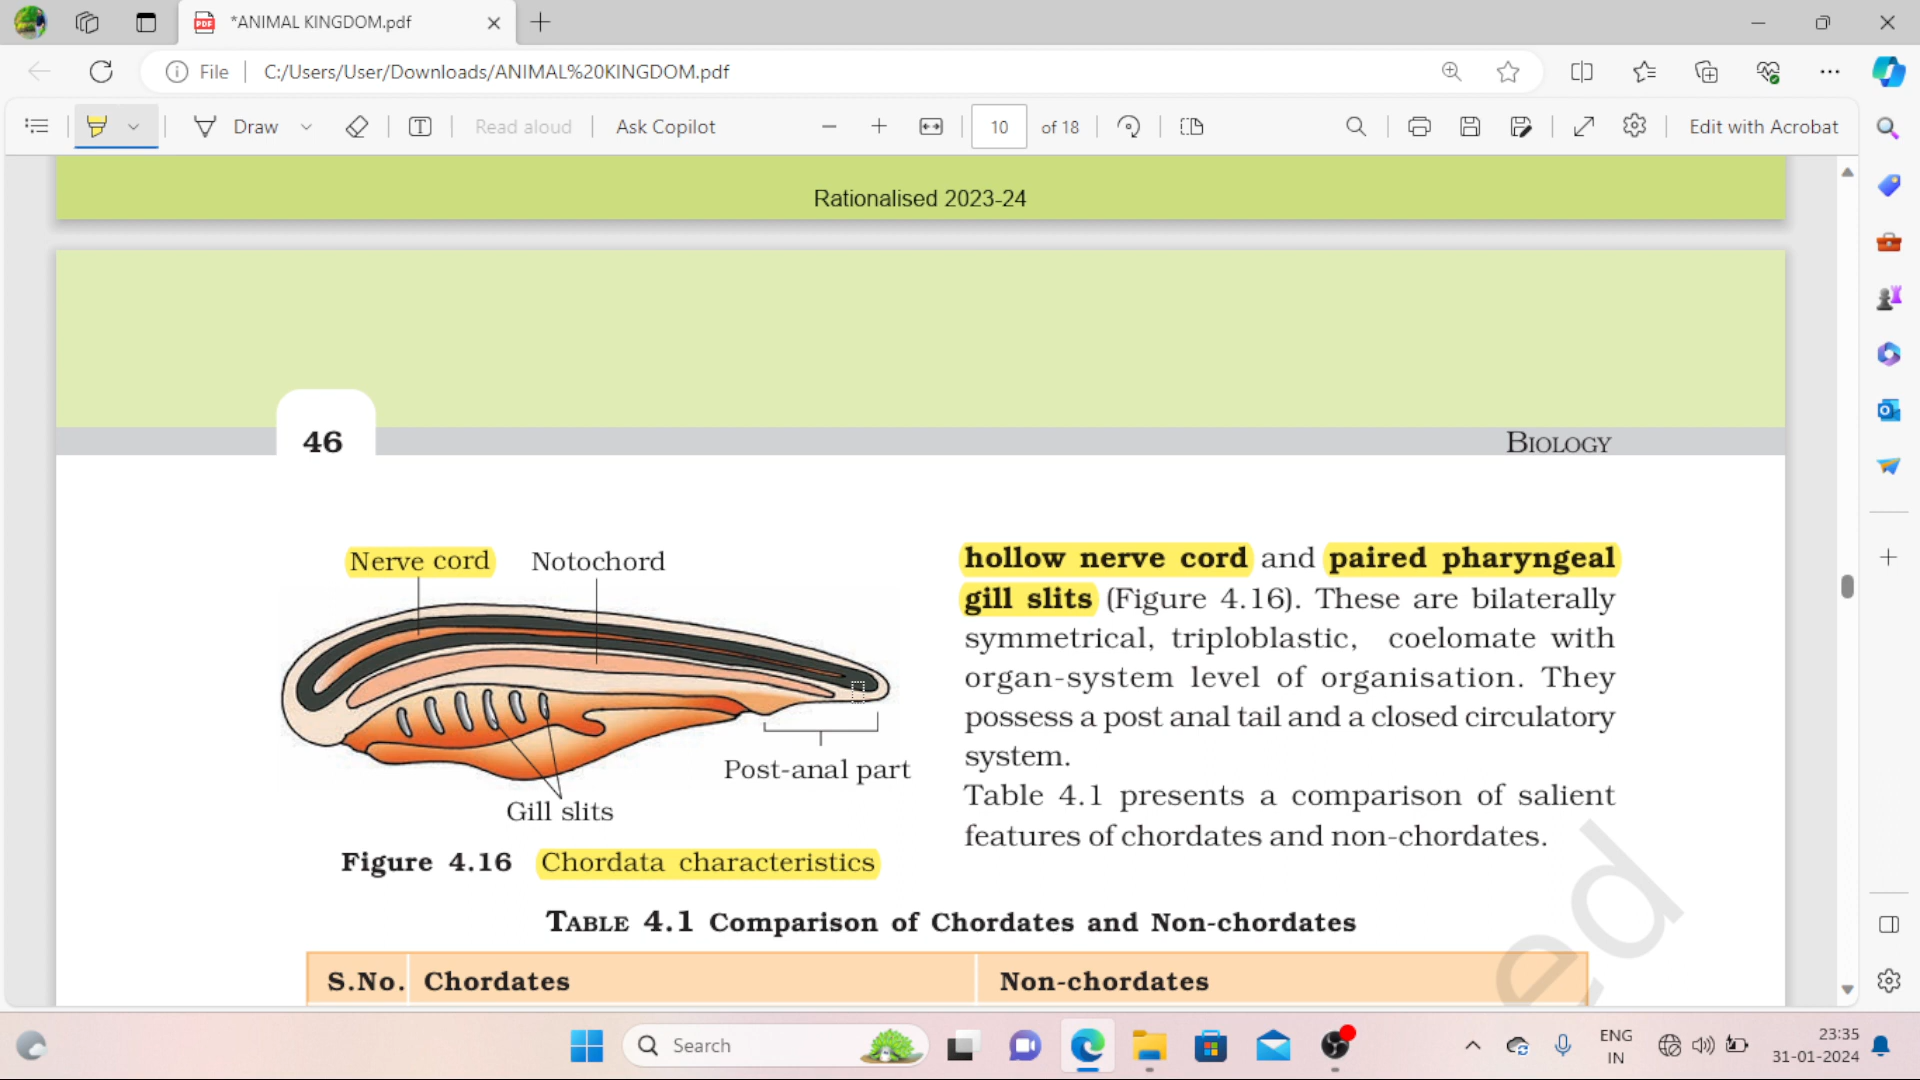 *ANIMAL KINGDOM.pdf
File
C:/Users/User/Downloads/ANIMAL%20KINGDOM.pdf
Draw
Read aloud
Ask Copilot
10
of 18
Edit with Acrobat
Rationalised 2023-24
46
BIOLOGY
Nerve cord
Notochord
Post-anal part
Gill slits
Figure 4.16 Chordata characteristics
hollow nerve cord and paired pharyngeal
gill slits (Figure 4.16). These are bilaterally
symmetrical, triploblastic, coelomate with
organ-system level of organisation. They
possess a post anal tail and a closed circulatory
system.
Table 4.1 presents a comparison of salient
features of chordates and non-chordates.
TABLE 4.1 Comparison of Chordates and Non-chordates
S.No. Chordates Non-chordates
ed
Search
ENG
IN
23:35
31-01-2024